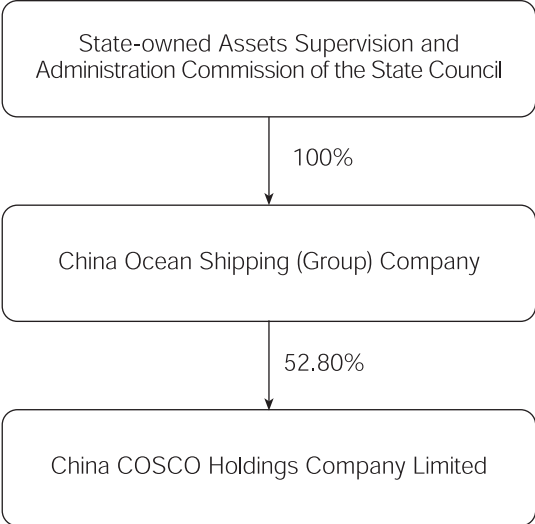 State-owned Assets Supervision and
Administration Commission of the State Council
100%
China Ocean Shipping (Group) Company
52.80%
China COSCO Holdings Company Limited